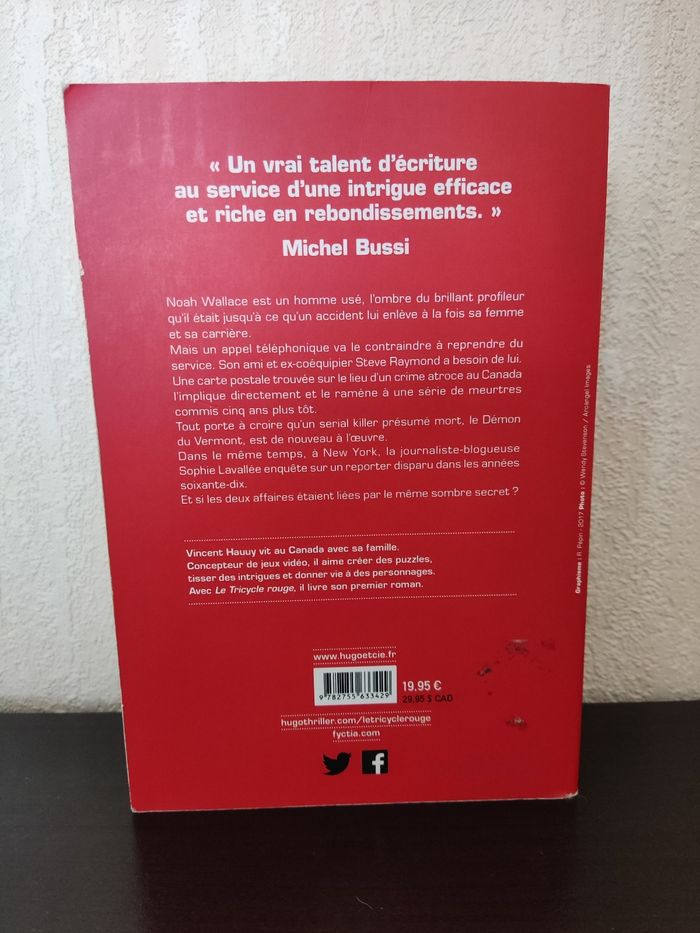 « Un vrai talent d'écriture
au service d'une intrigue efficace
et riche en rebondissements. »
Michel Bussi
Noah Wallace est un homme usé, l'ombre du brillant profileur
qu'il était jusqu'à ce qu'un accident lui enlève à la fois sa femme
et sa carrière.
Mais un appel téléphonique va le contraindre à reprendre du
service. Son ami et ex-coéquipier Steve Raymond a besoin de lui.
Une carte postale trouvée sur le lieu d'un crime atroce au Canada
l'implique directement et le ramène à une série de meurtres
commis cinq ans plus tôt.
Tout porte à croire qu'un serial killer présumé mort, le Démon
du Vermont, est de nouveau à l'œuvre.
Dans le même temps, à New York, la journaliste-blogueuse
Sophie Lavallée enquête sur un reporter disparu dans les années
soixante-dix.
Et si les deux affaires étaient liées par le même sombre secret ?
Vincent Hauuy vit au Canada avec sa famille.
Concepteur de jeux vidéo, il aime créer des puzzles,
tisser des intrigues et donner vie à des personnages.
Avec Le Tricycle rouge, il livre son premier roman.
www.hugoetcie.fr
9 782755 633429
19.95 €
29.95 $ CAD
hugothriller.com/letricyclerouge
fyctia.com
Graphisme : R. Pépin - 2017 Photo : © Wendy Stevenson / Arcangel Images